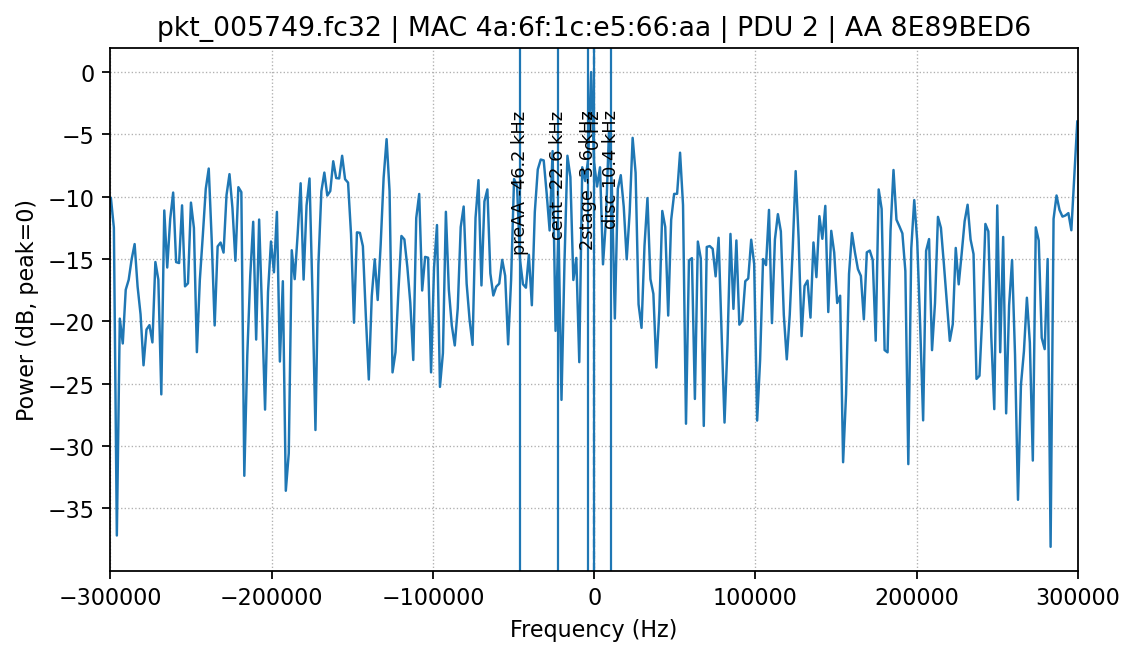 pkt_005749.fc32 | MAC 4a:6f:1c:e5:66:aa | PDU 2 | AA 8E89BED6
Power (dB, peak=0)
0
−5
−10
−15
−20
−25
−30
−35
preAA -46.2 kHz
cent -22.6 kHz
2stage -3.6kHz
disc 10.4 kHz
−300000
−200000
−100000
0
100000
200000
300000
Frequency (Hz)